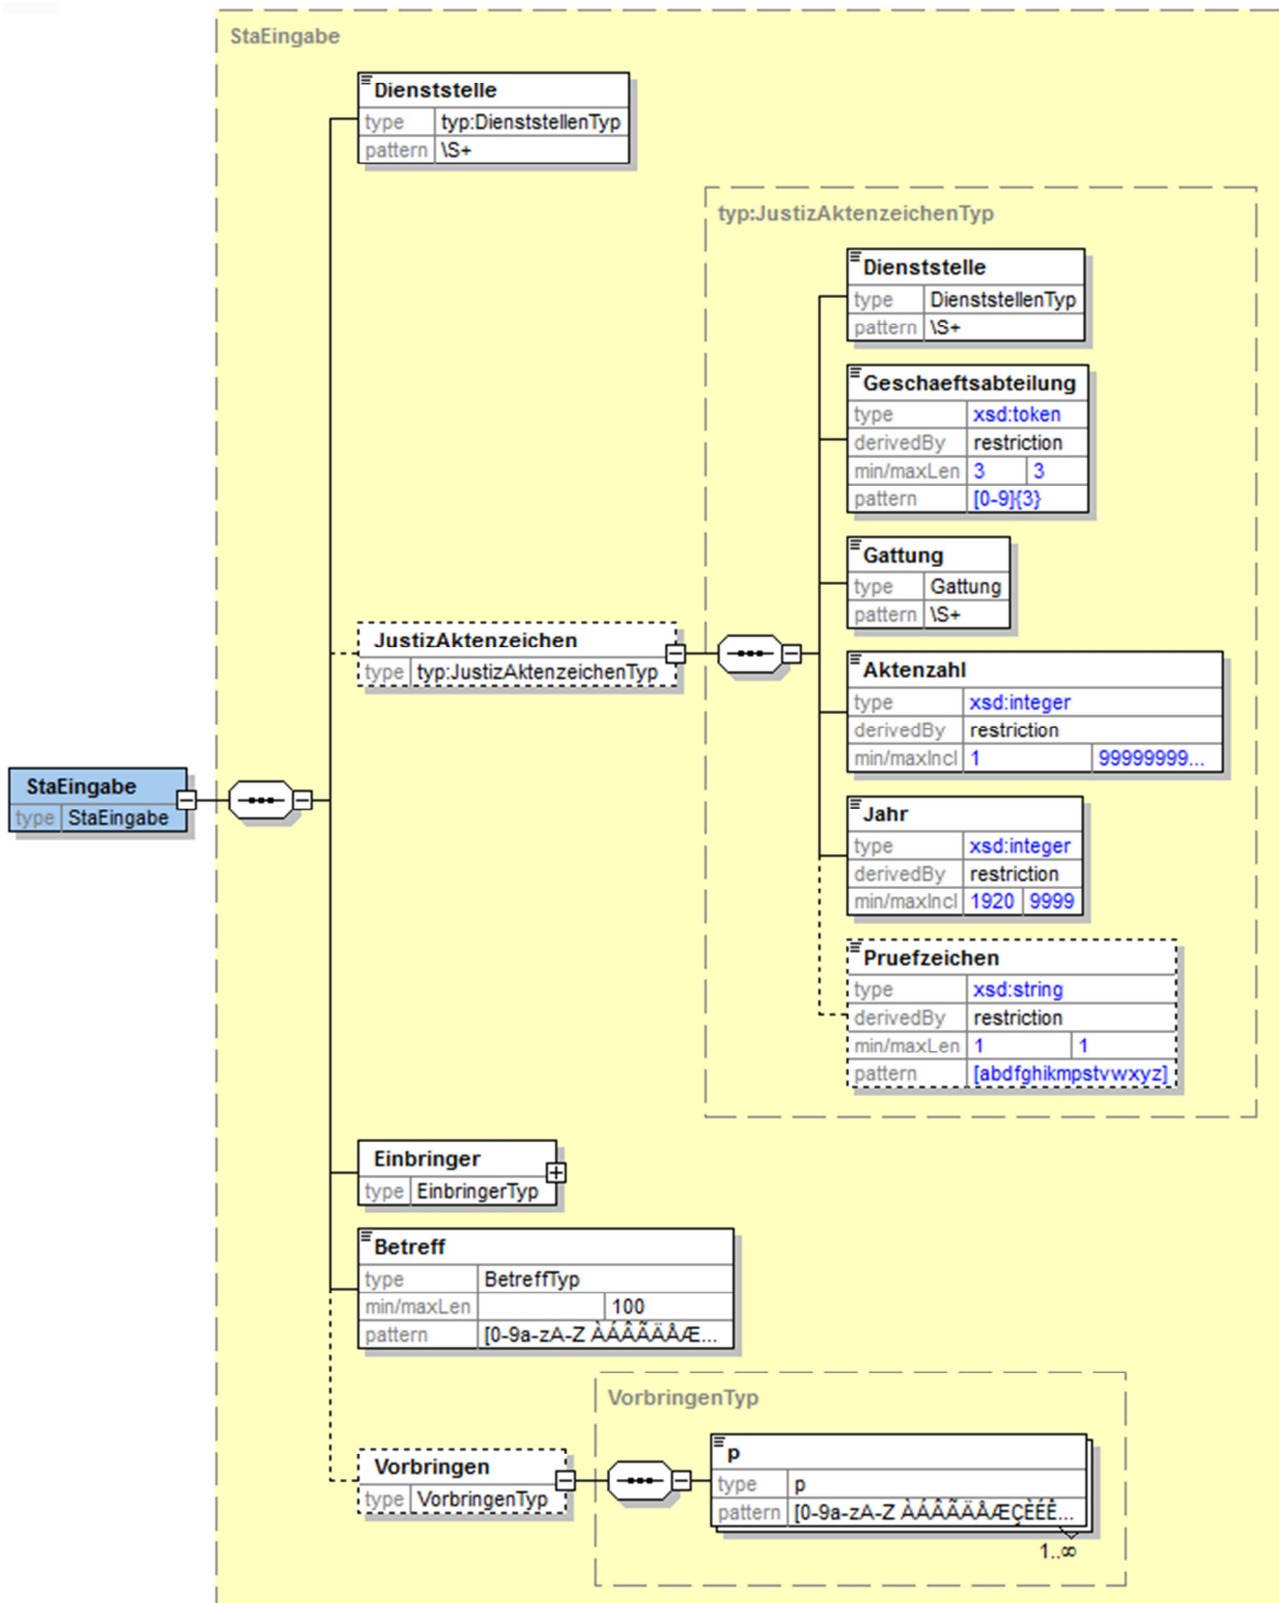 StaEingabe
Dienststelle
type typ:DienststellenTyp
pattern \S+
typ:JustizAktenzeichenTyp
Dienststelle
type DienststellenTyp
pattern \S+
Geschaeftsabteilung
type xsd:token
derivedBy restriction
min/maxLen 3 3
pattern [0-9]{3}
Gattung
type Gattung
pattern \S+
JustizAktenzeichen
type typ:JustizAktenzeichenTyp
Aktenzahl
type xsd:integer
derivedBy restriction
min/maxIncl 1 99999999...
StaEingabe
type StaEingabe
Jahr
type xsd:integer
derivedBy restriction
min/maxIncl 1920 9999
Pruefzeichen
type xsd:string
derivedBy restriction
min/maxLen 1 1
pattern [abdfghikmpstvwxyz]
Einbringer
type EinbringerTyp
Betreff
type BetreffTyp
min/maxLen 100
pattern [0-9a-zA-Z ÀÁÂÃÄÅÆ...
VorbringenTyp
Vorbringen
type VorbringenTyp
p
type p
pattern [0-9a-zA-Z ÀÁÂÃÄÅÆÇÈÉÊ...
1..∞